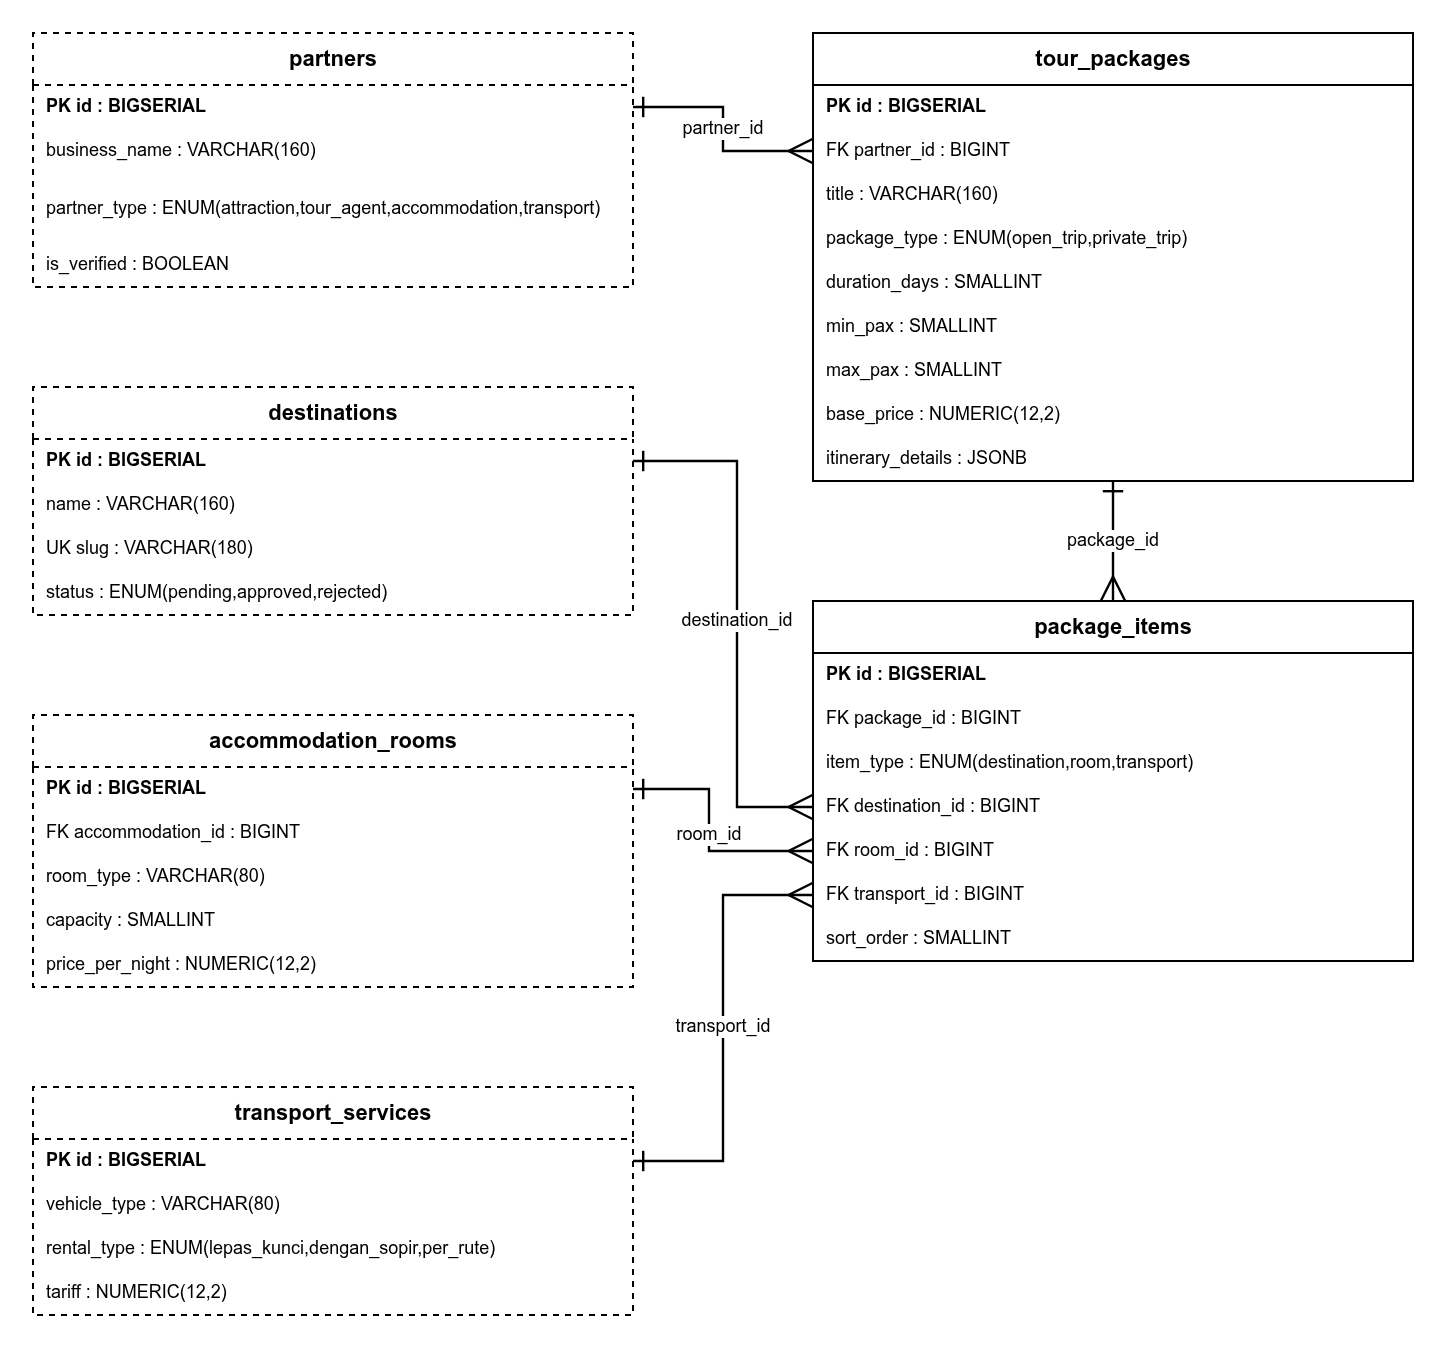 partners
PK id : BIGSERIAL
business_name : VARCHAR(160)
partner_type : ENUM(attraction,tour_agent,accommodation,transport)
is_verified : BOOLEAN
partner_id
tour_packages
PK id : BIGSERIAL
FK partner_id : BIGINT
title : VARCHAR(160)
package_type : ENUM(open_trip,private_trip)
duration_days : SMALLINT
min_pax : SMALLINT
max_pax : SMALLINT
base_price : NUMERIC(12,2)
itinerary_details : JSONB
destinations
PK id : BIGSERIAL
name : VARCHAR(160)
UK slug : VARCHAR(180)
status : ENUM(pending,approved,rejected)
destination_id
package_id
package_items
PK id : BIGSERIAL
FK package_id : BIGINT
item_type : ENUM(destination,room,transport)
FK destination_id : BIGINT
FK room_id : BIGINT
FK transport_id : BIGINT
sort_order : SMALLINT
accommodation_rooms
PK id : BIGSERIAL
FK accommodation_id : BIGINT
room_type : VARCHAR(80)
capacity : SMALLINT
price_per_night : NUMERIC(12,2)
room_id
transport_id
transport_services
PK id : BIGSERIAL
vehicle_type : VARCHAR(80)
rental_type : ENUM(lepas_kunci,dengan_sopir,per_rute)
tariff : NUMERIC(12,2)